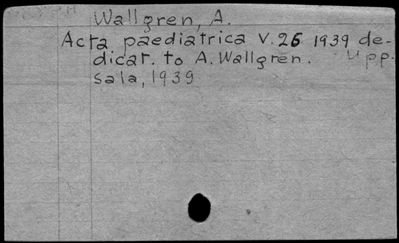 Wallgren, A.
Acta paediatrica V. 26 1939 de-
dicat. to A. Wallgren. Upp.
sala, 1939